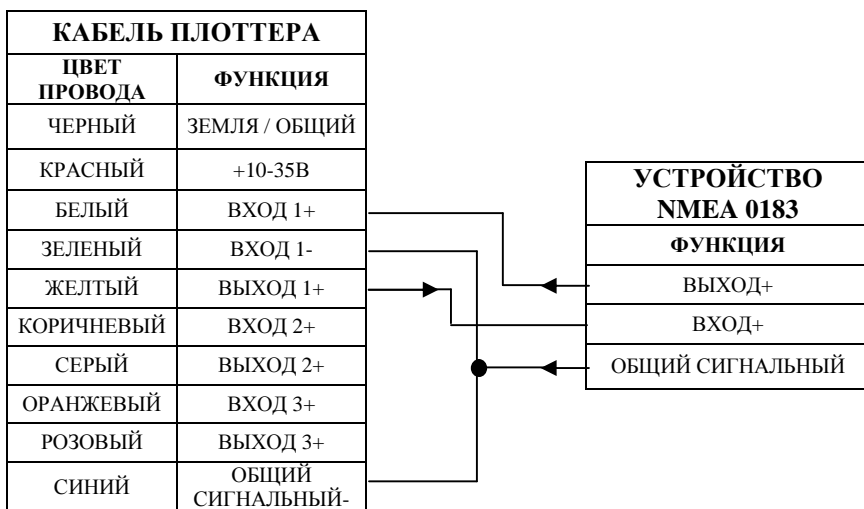 КАБЕЛЬ ПЛОТТЕРА
ЦВЕТ ПРОВОДА
ФУНКЦИЯ
ЧЕРНЫЙ
ЗЕМЛЯ / ОБЩИЙ
КРАСНЫЙ
+10-35В
БЕЛЫЙ
ВХОД 1+
ЗЕЛЕНЫЙ
ВХОД 1-
ЖЕЛТЫЙ
ВЫХОД 1+
КОРИЧНЕВЫЙ
ВХОД 2+
СЕРЫЙ
ВЫХОД 2+
ОРАНЖЕВЫЙ
ВХОД 3+
РОЗОВЫЙ
ВЫХОД 3+
СИНИЙ
ОБЩИЙ
СИГНАЛЬНЫЙ-
УСТРОЙСТВО
NMEA 0183
ФУНКЦИЯ
ВЫХОД+
ВХОД+
ОБЩИЙ СИГНАЛЬНЫЙ